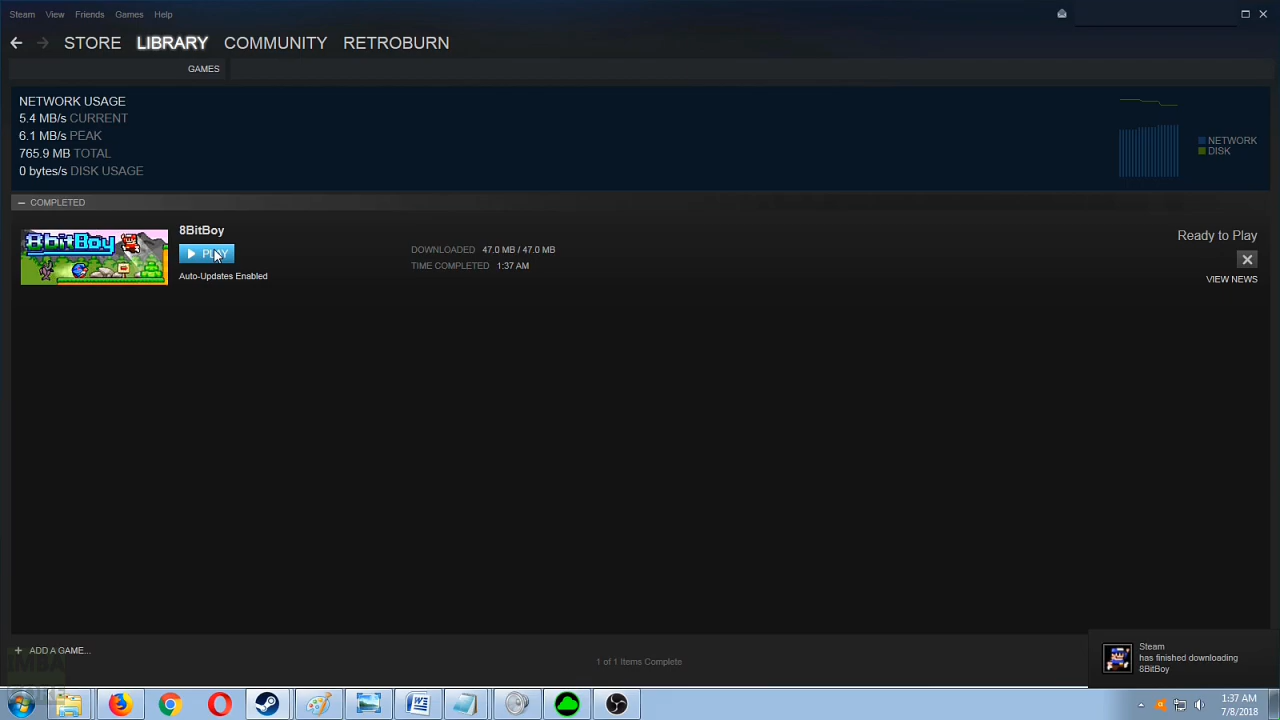 Steam View Friends Games Help
STORE LIBRARY COMMUNITY RETROBURN
GAMES
NETWORK USAGE
5.4 MB/s CURRENT
6.1 MB/s PEAK
765.9 MB TOTAL
0 bytes/s DISK USAGE
NETWORK
DISK
COMPLETED
8BitBoy
8bitBoy
PLAY
Auto-Updates Enabled
DOWNLOADED 47.0 MB / 47.0 MB
TIME COMPLETED 1:37 AM
Ready to Play
VIEW NEWS
+ ADD A GAME...
1 of 1 Items Complete
Steam
has finished downloading
8BitBoy
IMBA
1:37 AM
7/8/2018